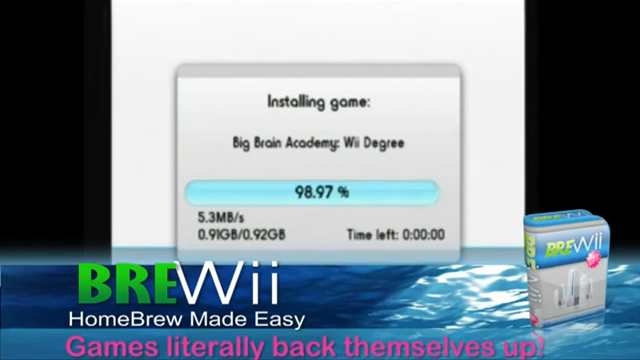 Installing game:
Big Brain Academy: Wii Degree
98.97 %
5.3MB/s
0.91GB/0.92GB Time left: 0:00:00
BREWii
BREWii
HomeBrew Made Easy
Games literally back themselves up!